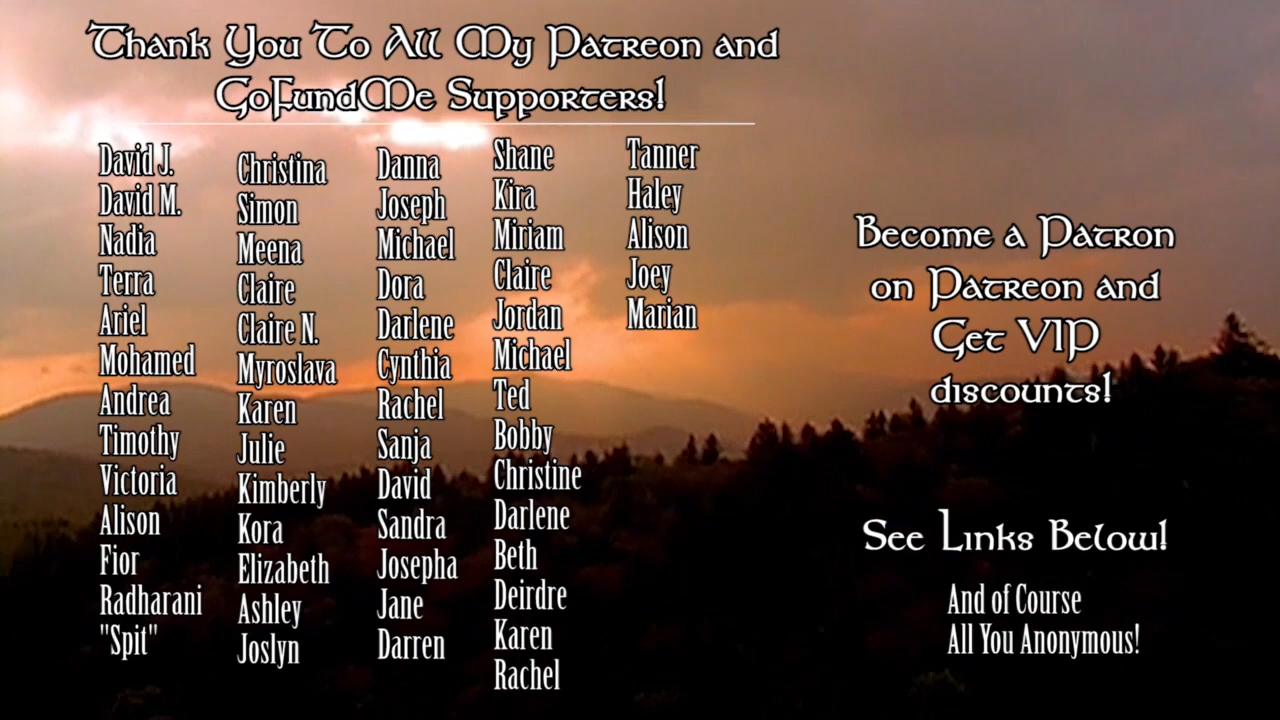 Thank You To All My Patreon and
GoFundMe Supporters!
David J.
David M.
Nadia
Terra
Ariel
Mohamed
Andrea
Timothy
Victoria
Alison
Fior
Radharani
"Spit"
Christina
Simon
Meena
Claire
Claire N.
Myroslava
Karen
Julie
Kimberly
Kora
Elizabeth
Ashley
Joslyn
Danna
Joseph
Michael
Dora
Darlene
Cynthia
Rachel
Sanja
David
Sandra
Josepha
Jane
Darren
Shane
Kira
Miriam
Claire
Jordan
Michael
Ted
Bobby
Christine
Darlene
Beth
Deirdre
Karen
Rachel
Tanner
Haley
Alison
Joey
Marian
Become a Patron
on Patreon and
Get VIP
discounts!
See Links Below!
And of Course
All You Anonymous!